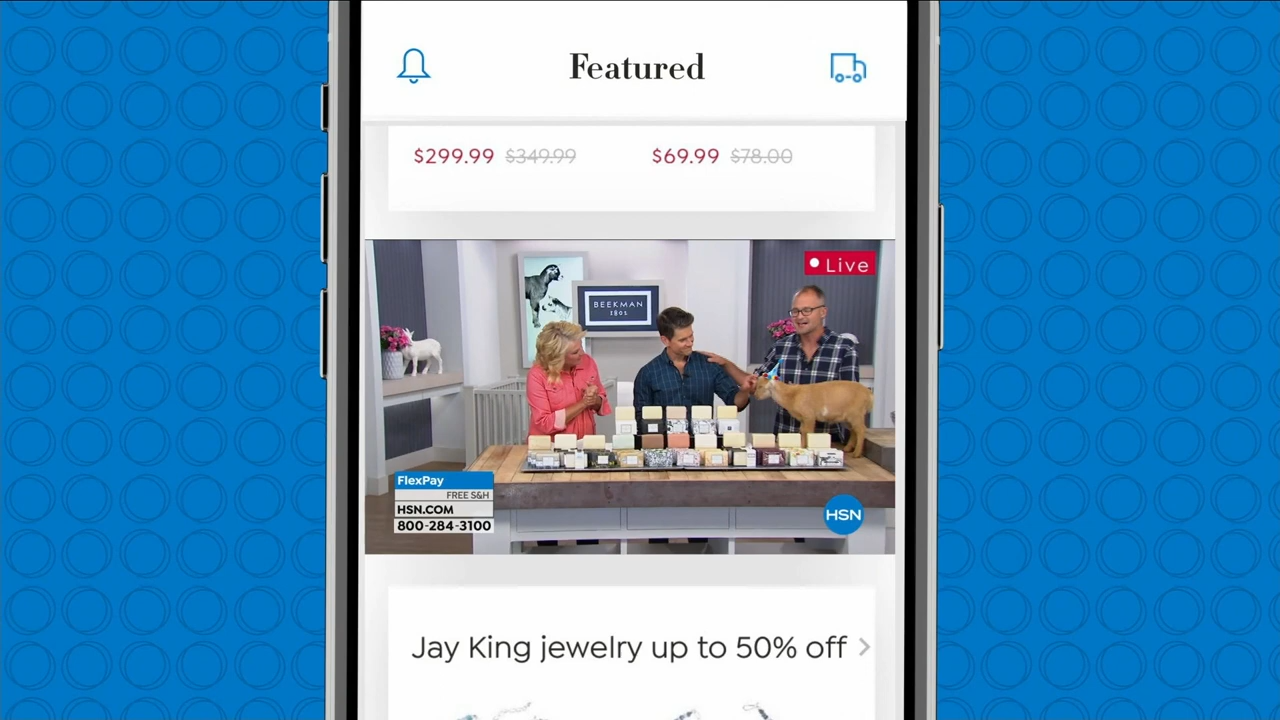 Featured
$299.99 $349.99 $69.99 $78.00
Live
BEEKMAN
1802
FlexPay
FREE S&H
HSN.COM
800-284-3100
HSN
Jay King jewelry up to 50% off